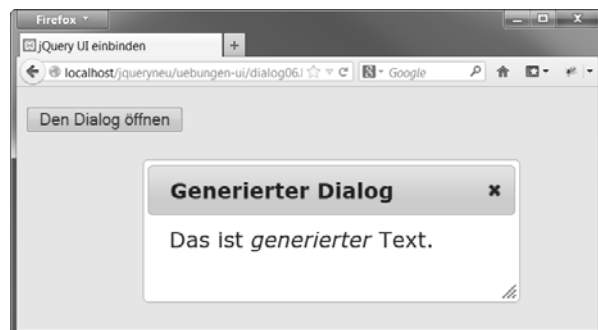 Firefox
jQuery UI einbinden
localhost/jqueryneu/uebungen-ui/dialog06.
Google
Den Dialog öffnen
Generierter Dialog
Das ist generierter Text.